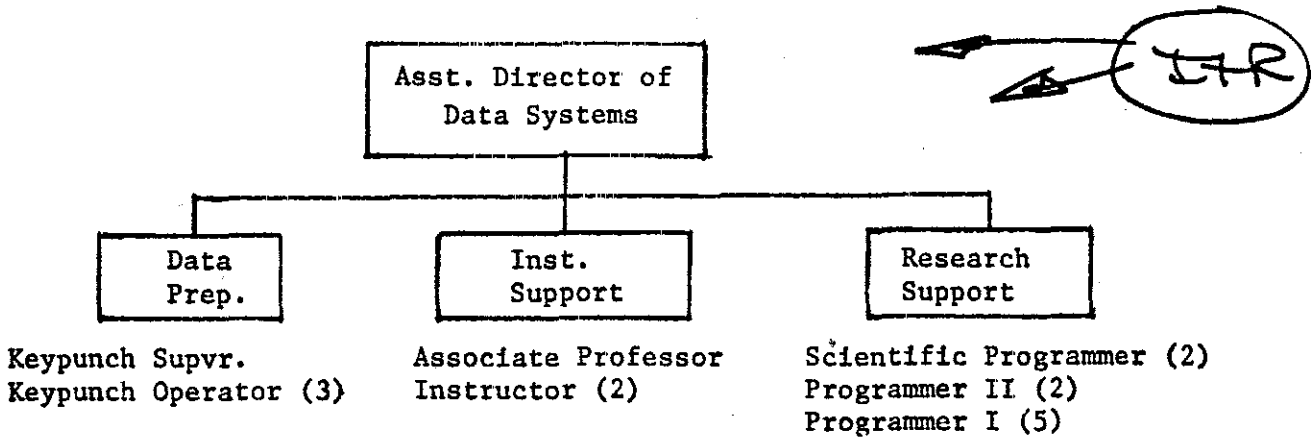 Asst. Director of
Data Systems
I+R
Data
Prep.
Inst.
Support
Research
Support
Keypunch Supvr.
Keypunch Operator (3)
Associate Professor
Instructor (2)
Scientific Programmer (2)
Programmer II (2)
Programmer I (5)